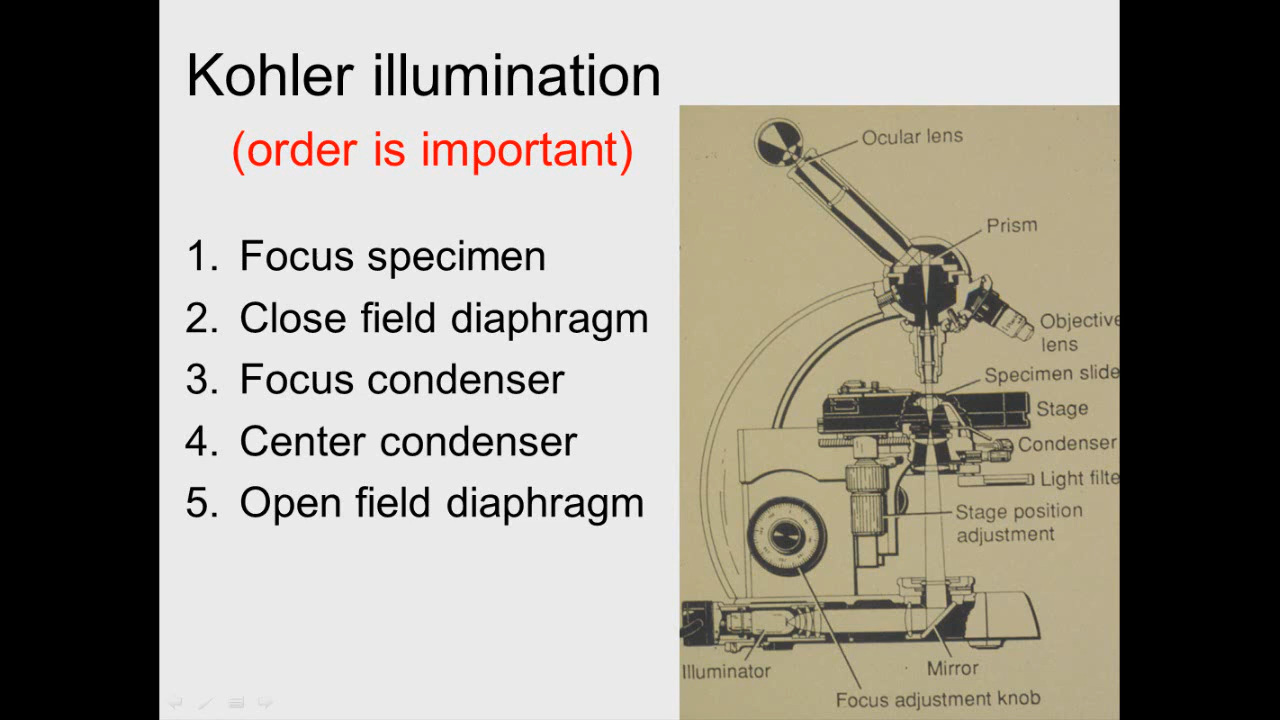 Kohler illumination
(order is important)
1. Focus specimen
2. Close field diaphragm
3. Focus condenser
4. Center condenser
5. Open field diaphragm
Ocular lens
Prism
Objective
lens
Specimen slide
Stage
Condenser
Light filte
Stage position
adjustment
Illuminator
Mirror
Focus adjustment knob